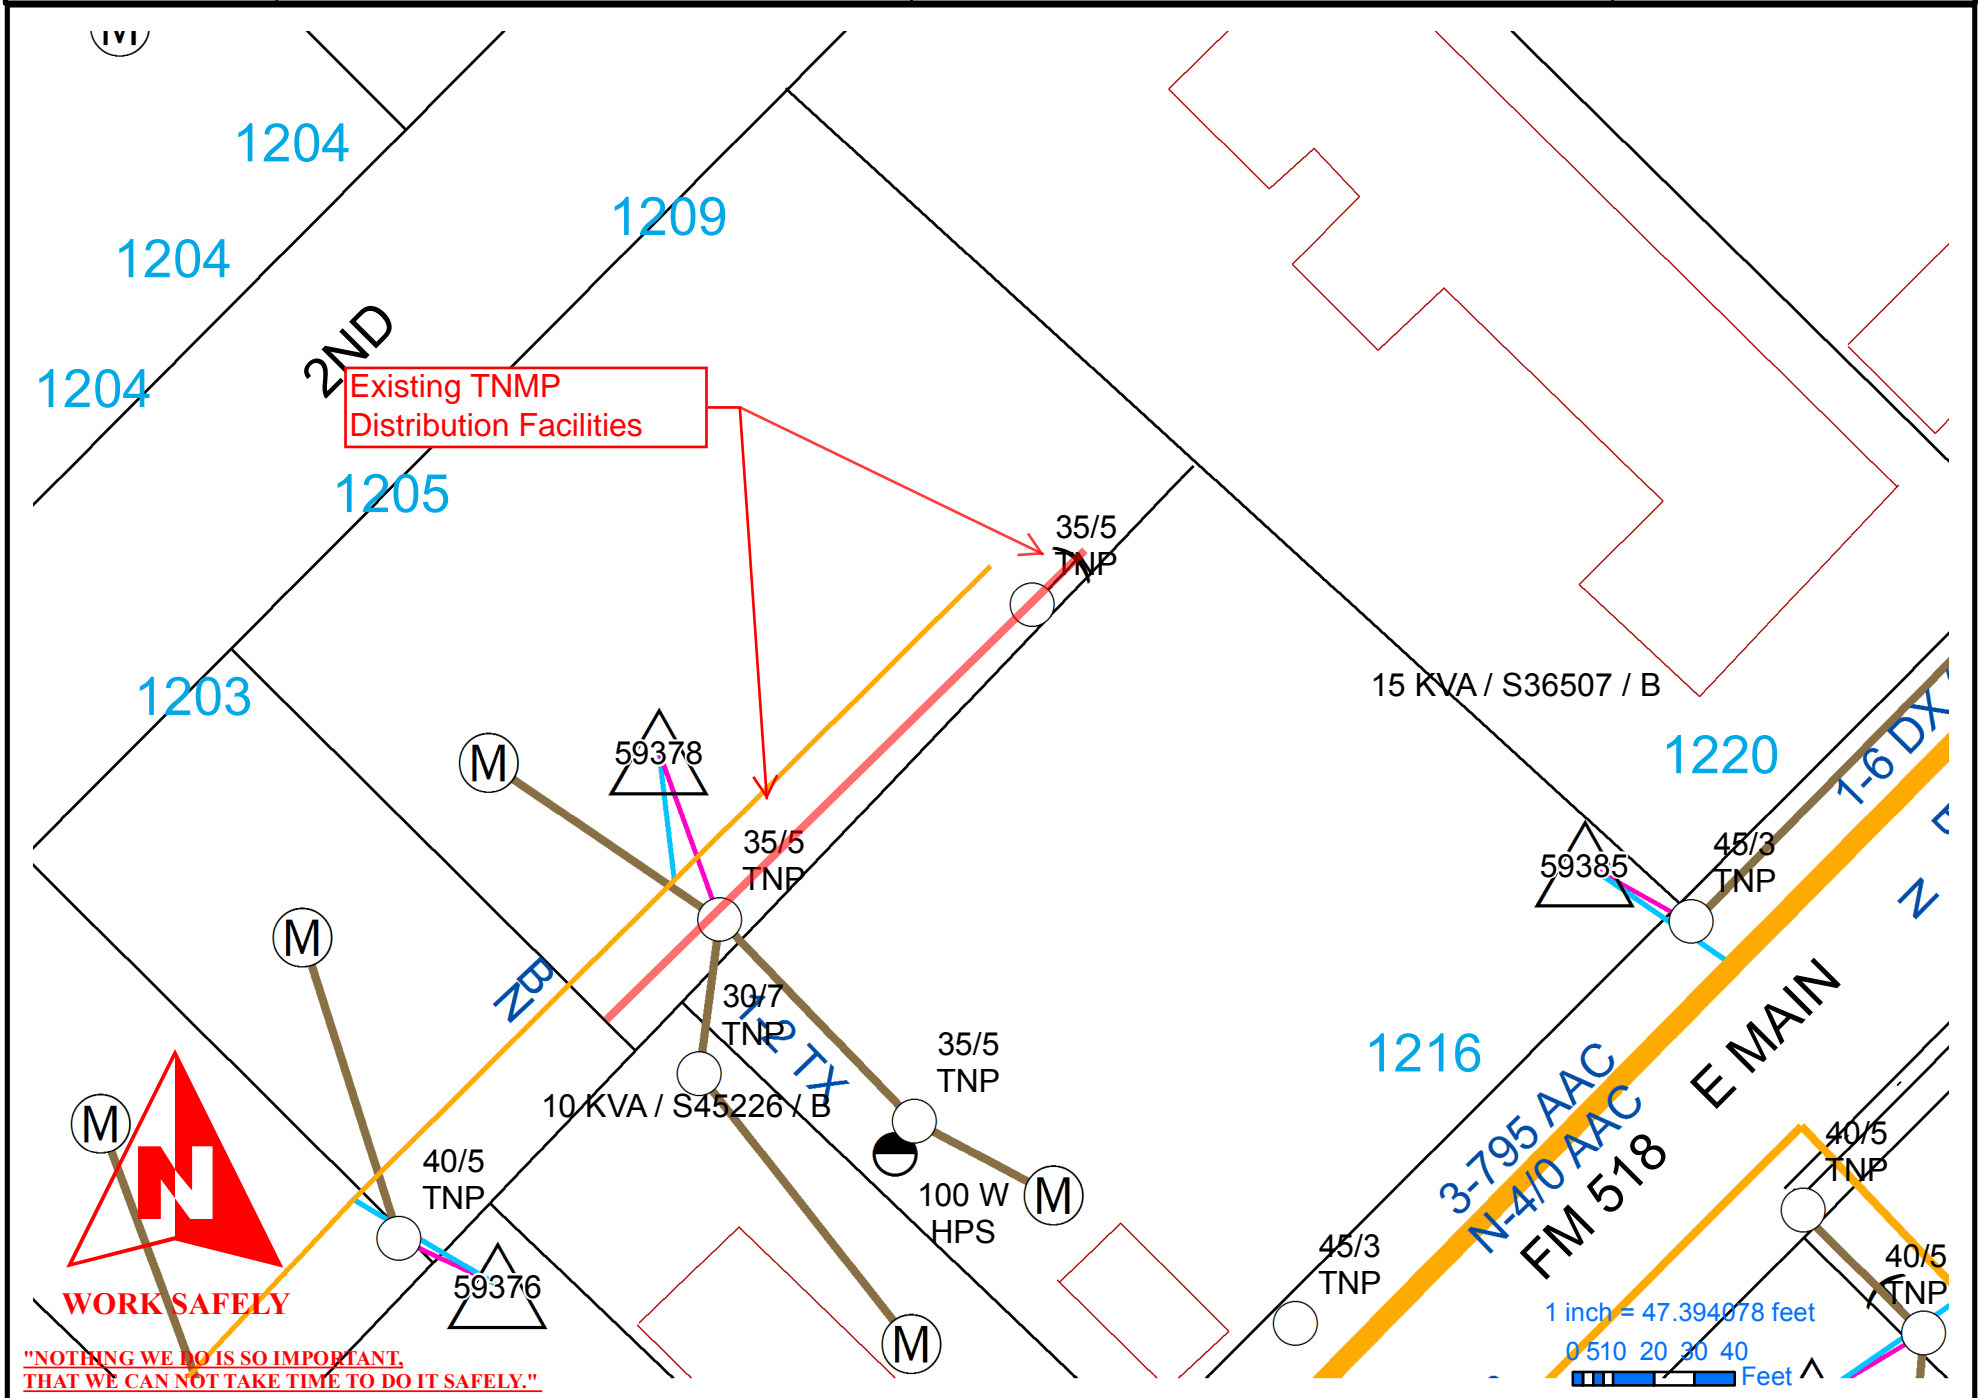 M
1204
1209
1204
2ND
1204
Existing TNMP
Distribution Facilities
1205
35/5
TNP
1203
15 KVA / S36507 / B
1-6 DX
1220
M
59378
35/5
TNP
59385
45/3
TNP
N
M
BN
30/7
TNP
1-2 TX
35/5
TNP
1216
E MAIN
10 KVA / S45226 / B
3-795 AAC
N-4/0 AAC
FM 518
M
N
40/5
TNP
100 W
HPS
M
40/5
TNP
45/3
TNP
40/5
TNP
59376
WORK SAFELY
M
1 inch = 47.394078 feet
0 510 20 30 40
Feet
"NOTHING WE DO IS SO IMPORTANT,
THAT WE CAN NOT TAKE TIME TO DO IT SAFELY."